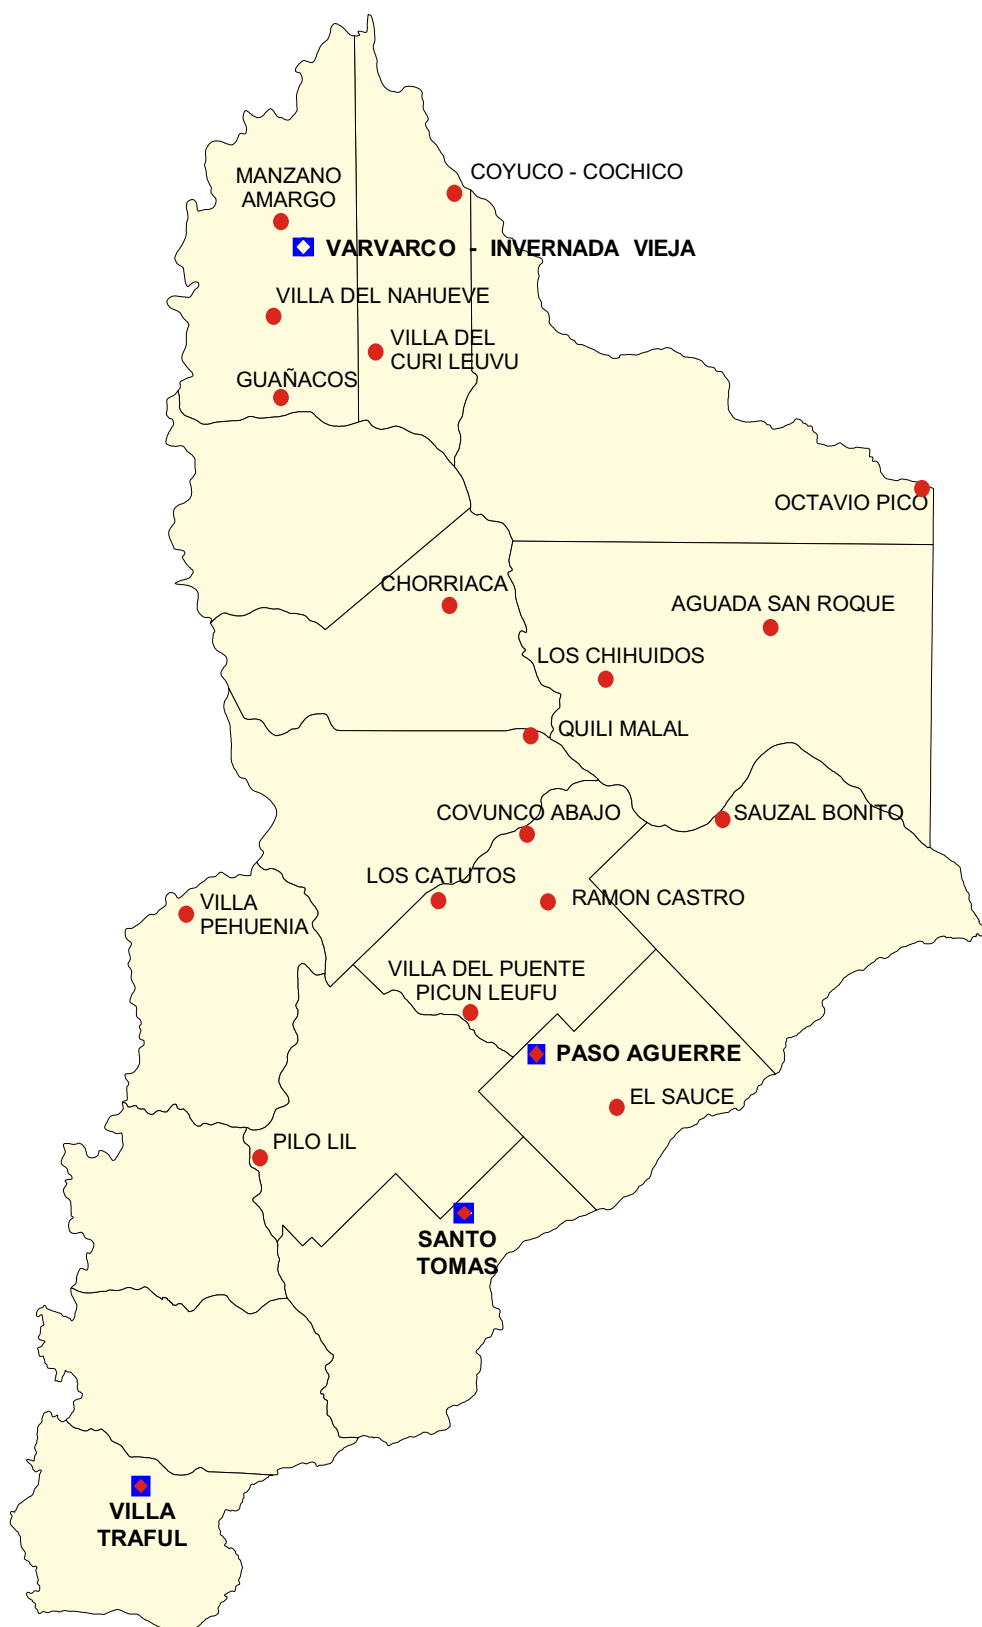 COYUCO - COCHICO
MANZANO
AMARGO
VARVARCO - INVERNADA VIEJA
VILLA DEL NAHUEVE
VILLA DEL
CURI LEUVU
GUAÑACOS
OCTAVIO PICO
CHORRIACA
AGUADA SAN ROQUE
LOS CHIHUIDOS
QUILI MALAL
COVUNCO ABAJO
SAUZAL BONITO
LOS CATUTOS
RAMON CASTRO
VILLA
PEHUENIA
VILLA DEL PUENTE
PICUN LEUFU
PASO AGUERRE
EL SAUCE
PILO LIL
SANTO
TOMAS
VILLA
TRAFUL